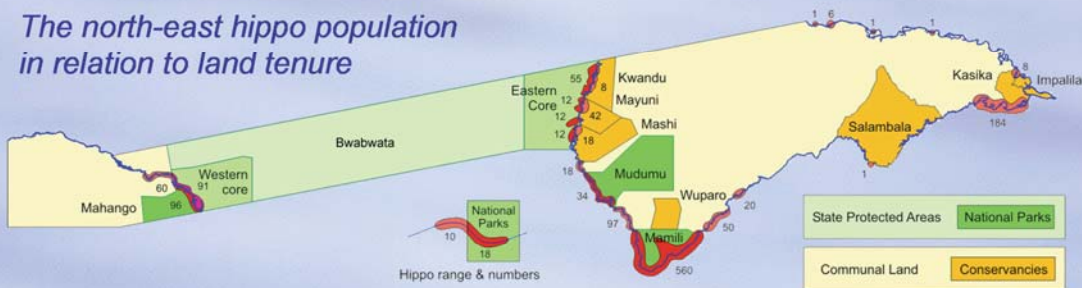 The north-east hippo population
in relation to land tenure
1
6
1
1
8
Kasika
Impalila
184
55
8
Kwandu
Eastern
Core
12
Mayuni
12
42
Mashi
12
18
Bwabwata
Salambala
1
Western
core
91
60
96
Mahango
18
Mudumu
34
Wuparo
20
97
50
Mamili
560
National
Parks
10
18
Hippo range & numbers
State Protected Areas
National Parks
Communal Land
Conservancies